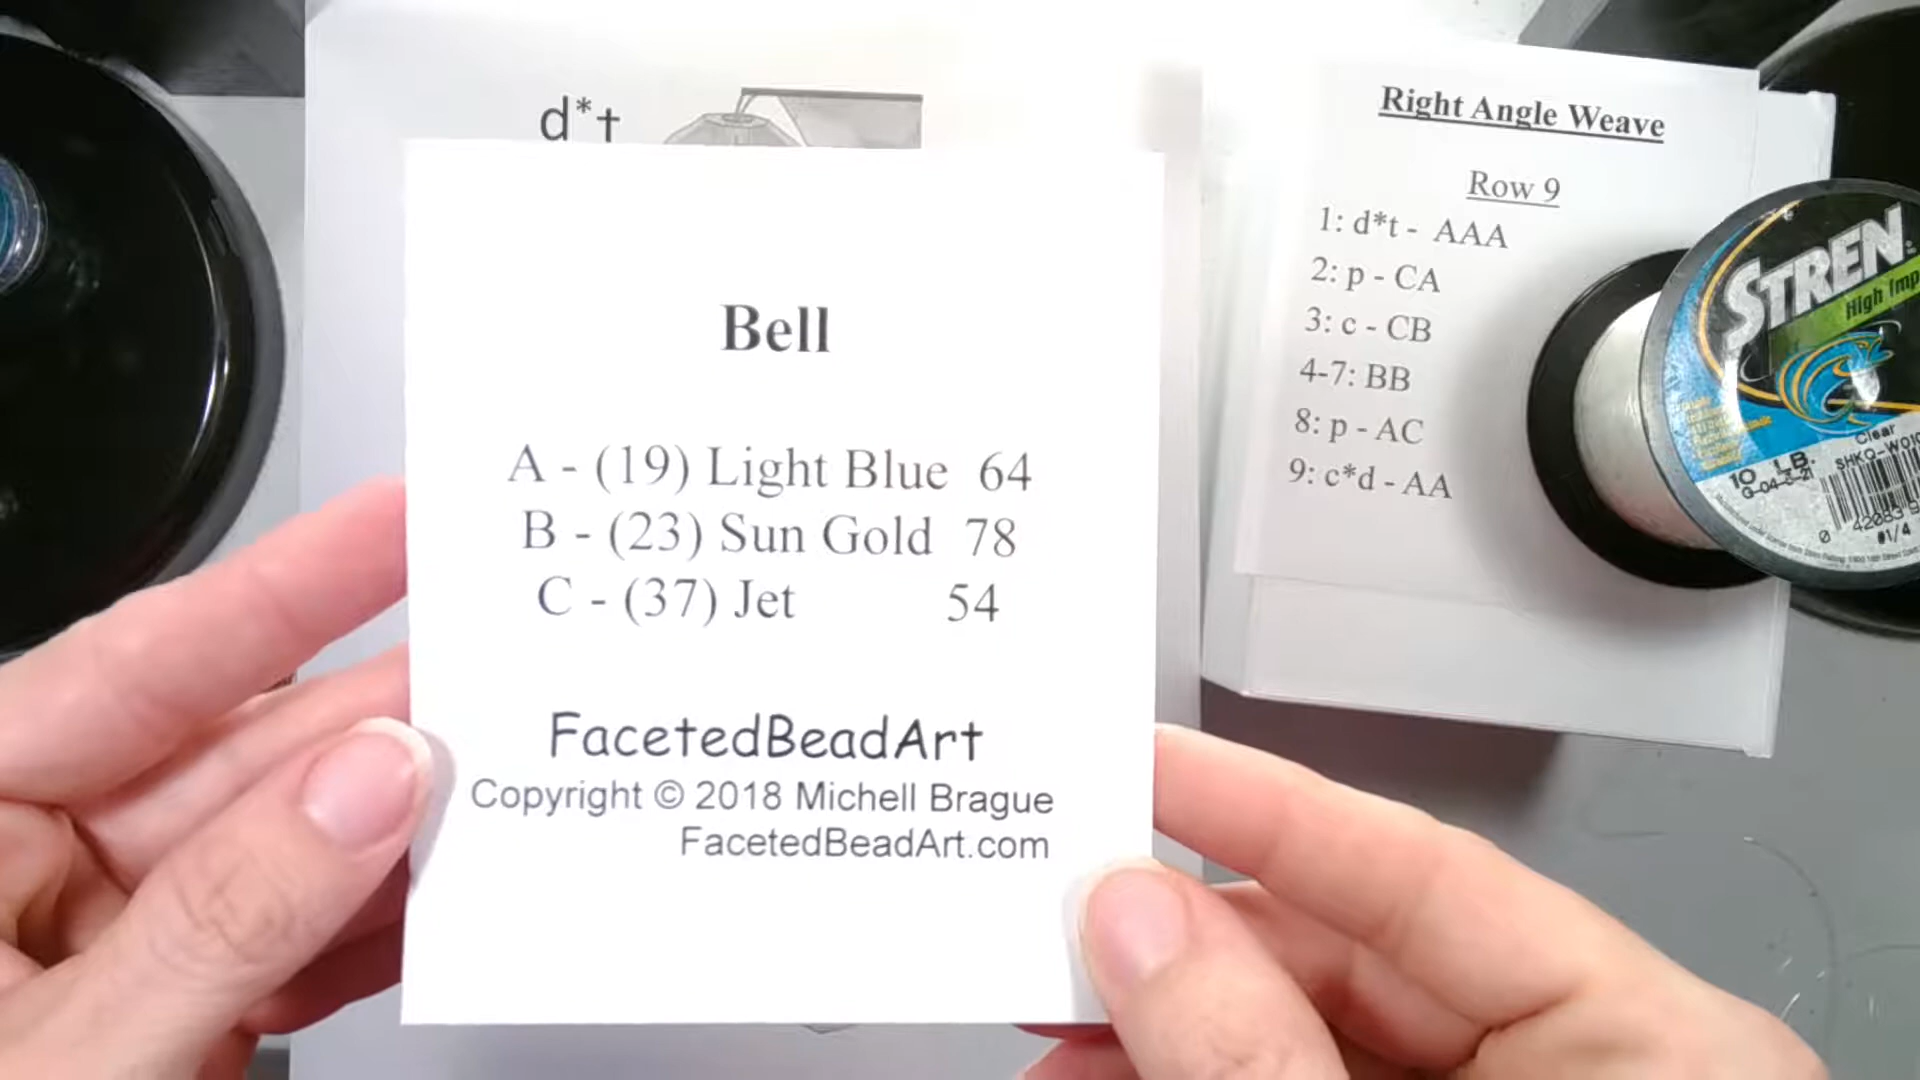 d*t
Bell
A - (19) Light Blue 64
B - (23) Sun Gold 78
C - (37) Jet 54
FacetedBeadArt
Copyright © 2018 Michell Brague
FacetedBeadArt.com
Right Angle Weave
Row 9
1: d*t - AAA
2: p - CA
3: c - CB
4-7: BB
8: p - AC
9: c*d - AA
STREN
High Imp
Clear
10 LB.
#1/4